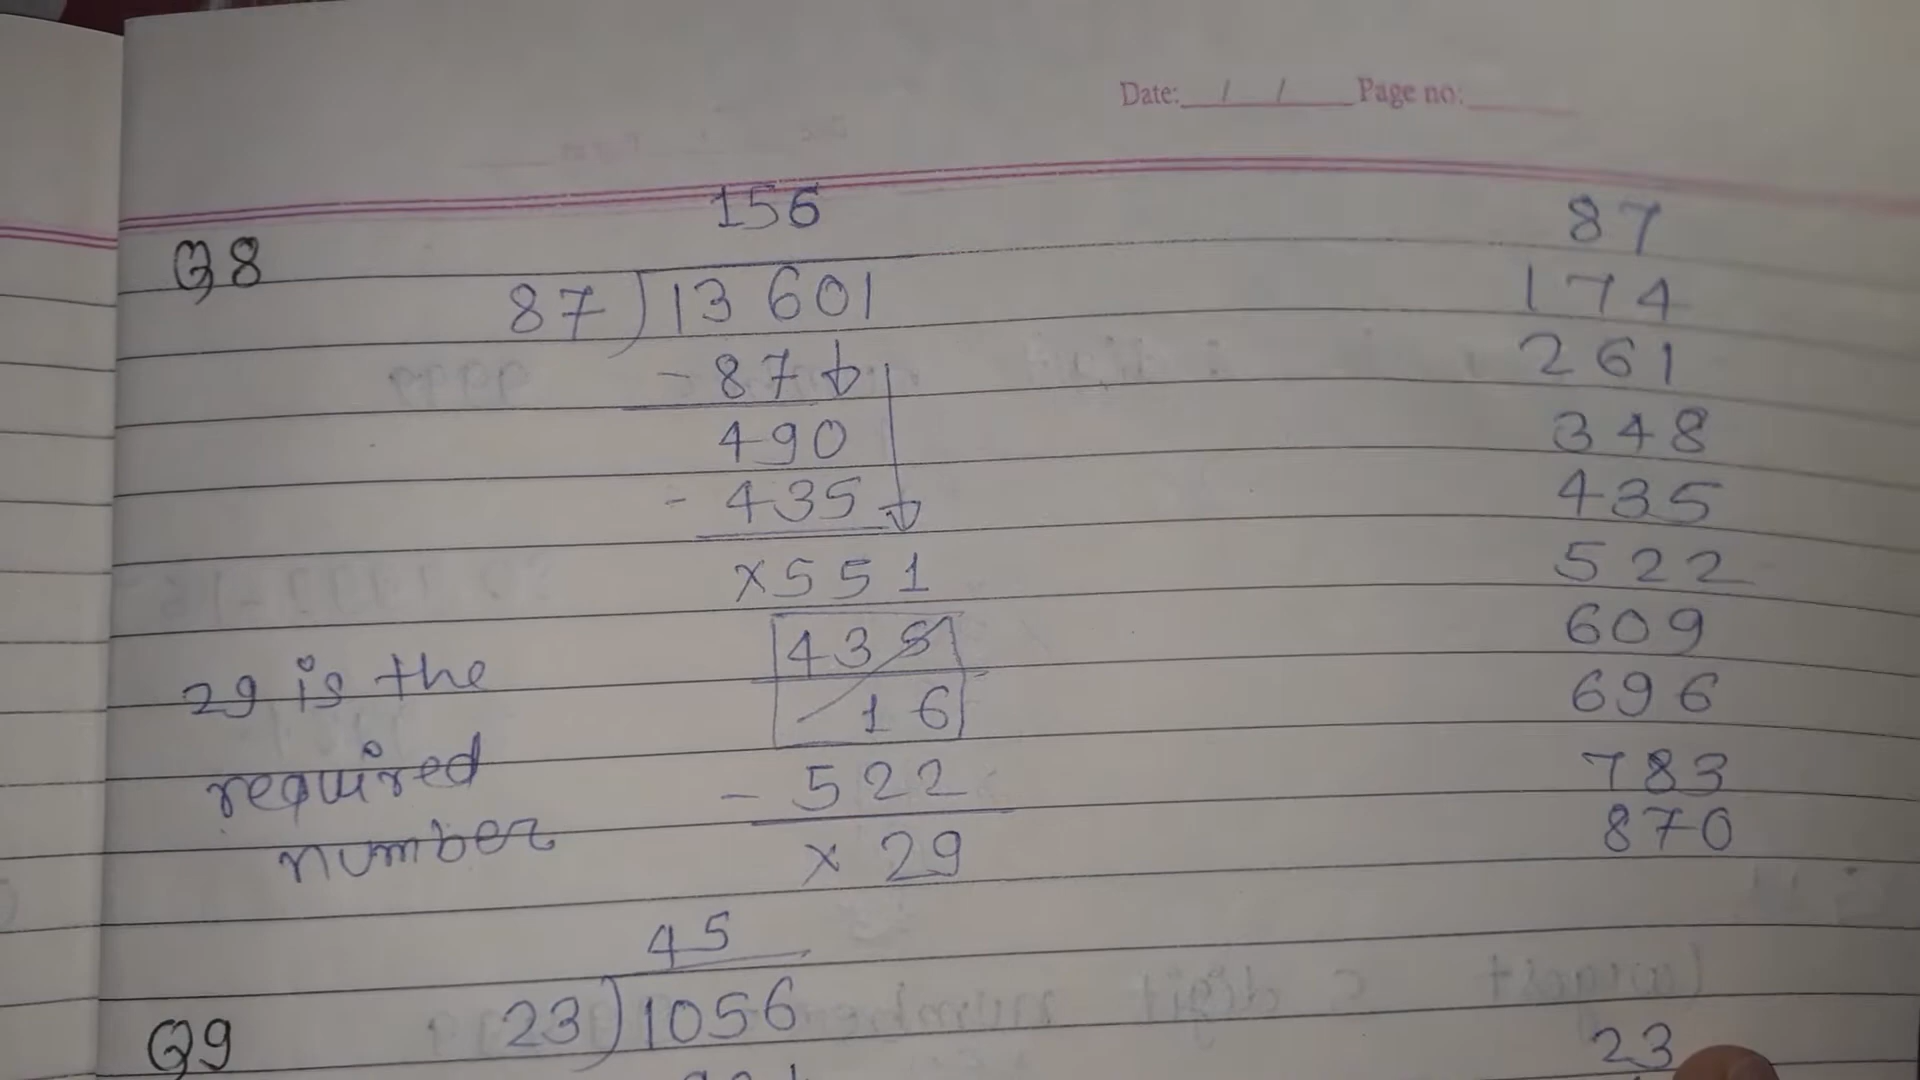 Date: / / Page no:
156
Q8
87)13601
-87
490
-435
x551
435
16
29 is the
required
number
-522
x 29
87
174
261
348
435
522
609
696
783
870
45
Q9
23)1056
23